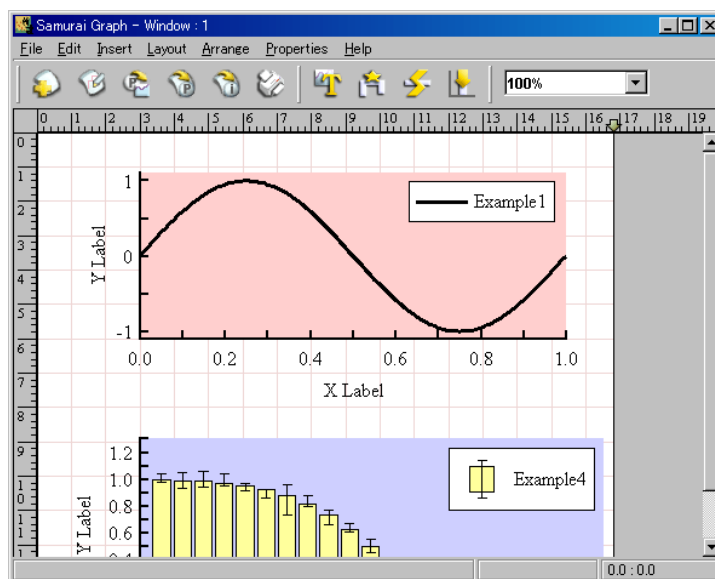 Samurai Graph - Window : 1
File Edit Insert Layout Arrange Properties Help
P P I T 100%
0 1 2 3 4 5 6 7 8 9 10 11 12 13 14 15 16 17 18 19
0
1
2
3
4
5
6
7
8
9
10
11
1
1
0
-1
Y Label
Example1
0.0 0.2 0.4 0.6 0.8 1.0
X Label
1.2
1.0
0.8
0.6
0.4
Y Label
Example4
0.0 : 0.0